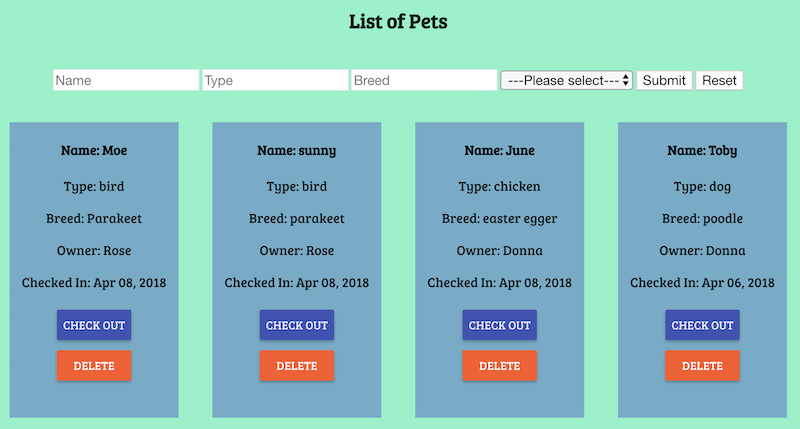 List of Pets
Name Type Breed ---Please select--- Submit Reset
Name: Moe
Type: bird
Breed: Parakeet
Owner: Rose
Checked In: Apr 08, 2018
CHECK OUT
DELETE
Name: sunny
Type: bird
Breed: parakeet
Owner: Rose
Checked In: Apr 08, 2018
CHECK OUT
DELETE
Name: June
Type: chicken
Breed: easter egger
Owner: Donna
Checked In: Apr 08, 2018
CHECK OUT
DELETE
Name: Toby
Type: dog
Breed: poodle
Owner: Donna
Checked In: Apr 06, 2018
CHECK OUT
DELETE